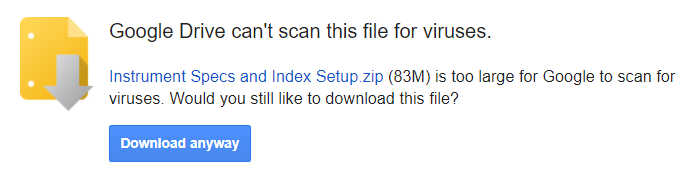 Google Drive can't scan this file for viruses.
Instrument Specs and Index Setup.zip (83M) is too large for Google to scan for
viruses. Would you still like to download this file?
Download anyway